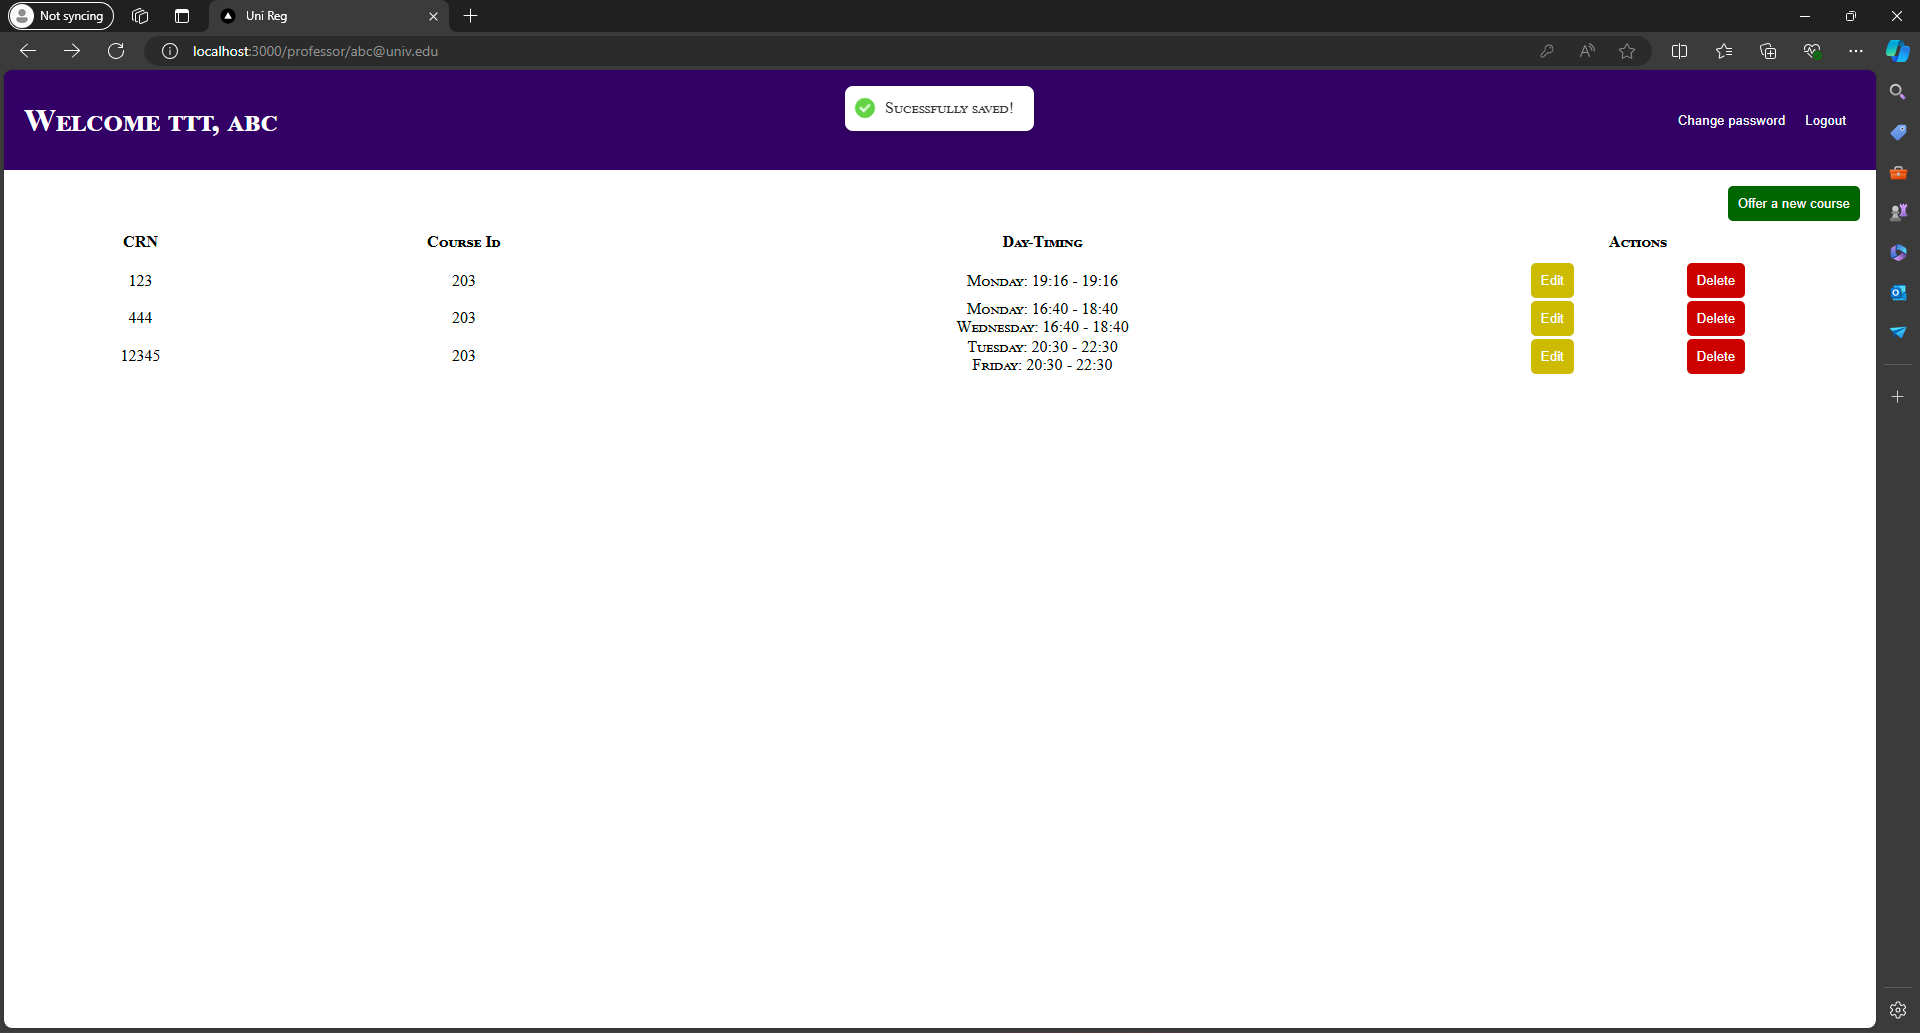 Not syncing
Uni Reg
localhost:3000/professor/abc@univ.edu
Welcome ttt, abc
Sucessfully saved!
Change password Logout
Offer a new course
CRN Course Id Day-Timing Actions
123 203 Monday: 19:16 - 19:16 Edit Delete
444 203 Monday: 16:40 - 18:40 Edit Delete
Wednesday: 16:40 - 18:40
12345 203 Tuesday: 20:30 - 22:30 Edit Delete
Friday: 20:30 - 22:30